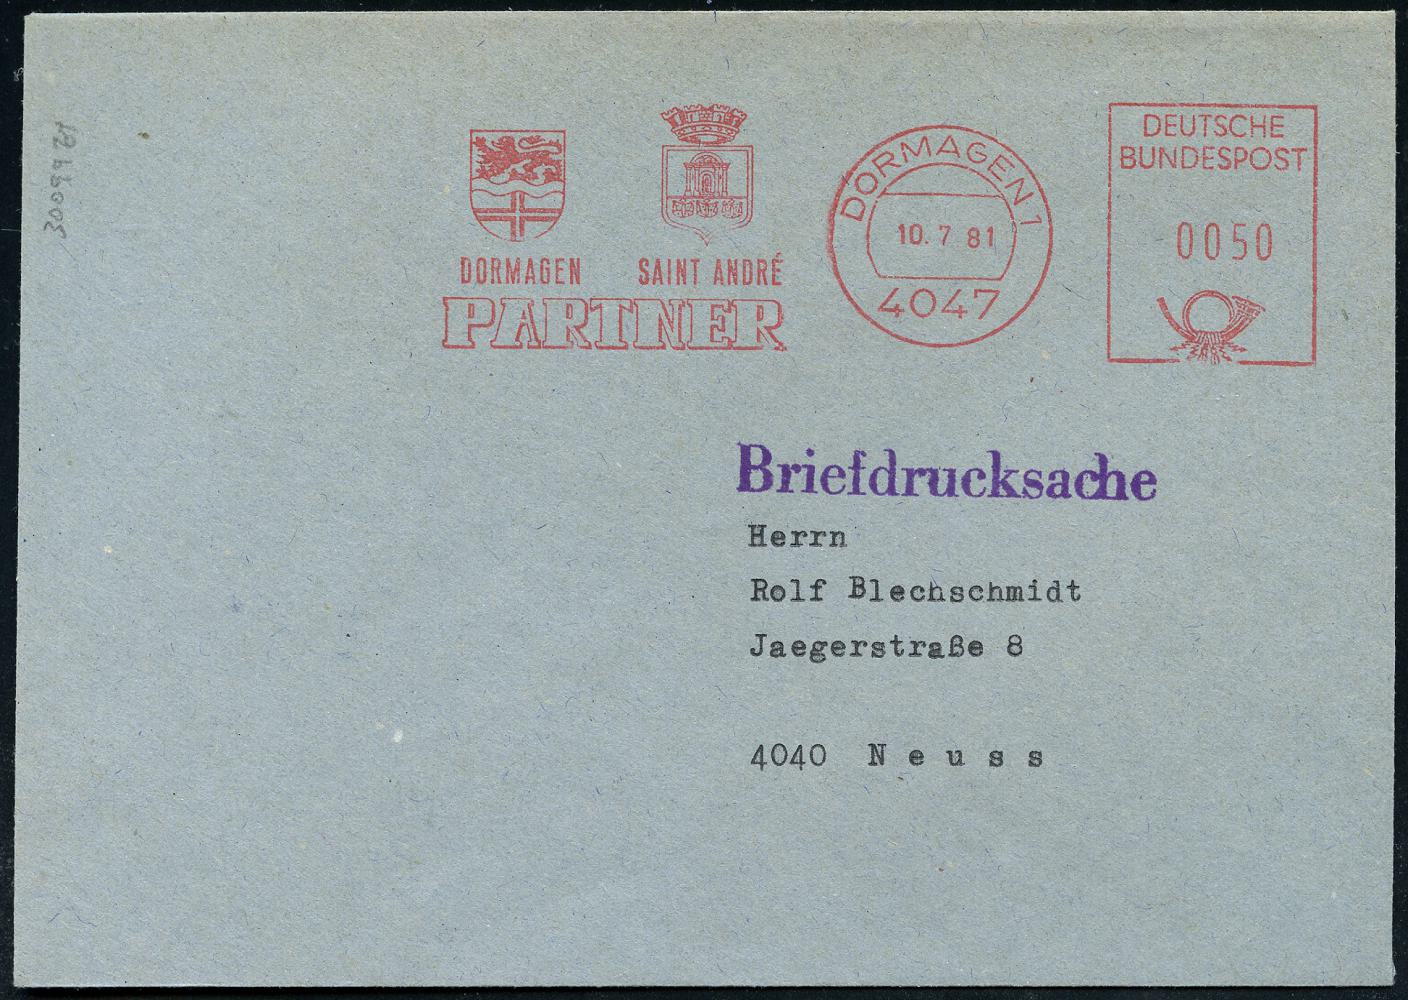 DEUTSCHE
BUNDESPOST
0050
DORMAGEN 1
10. 7 81
4047
DORMAGEN SAINT ANDRÉ
PARTNER
Briefdrucksache
Herrn
Rolf Blechschmidt
Jaegerstraße 8
4040 N e u s s